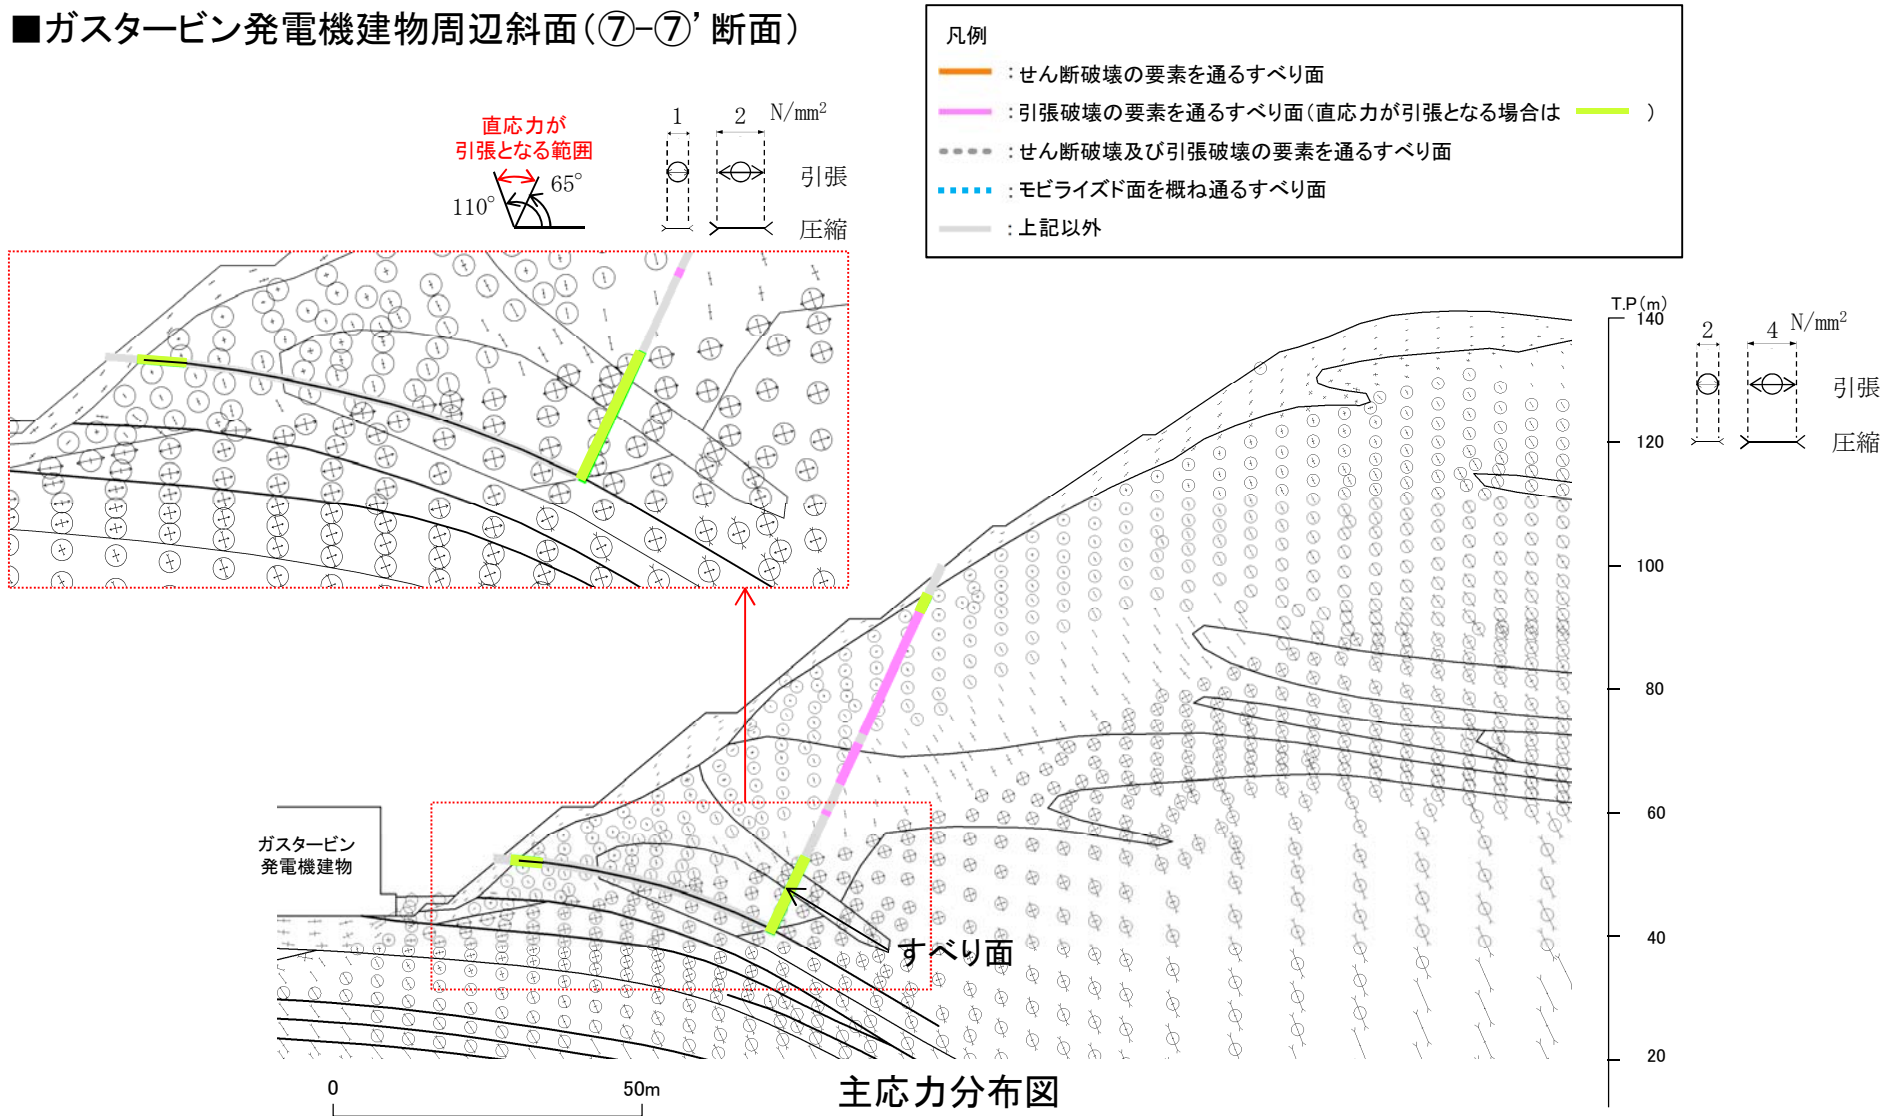 ■ガスタービン発電機建物周辺斜面(⑦-⑦’断面)
凡例
:せん断破壊の要素を通るすべり面
:引張破壊の要素を通るすべり面(直応力が引張となる場合は )
:せん断破壊及び引張破壊の要素を通るすべり面
:モビライズド面を概ね通るすべり面
:上記以外
直応力が
引張となる範囲
65°
110°
1 2 N/mm²
引張
圧縮
T.P(m)
140
120
100
80
60
40
20
2 4 N/mm²
引張
圧縮
ガスタービン
発電機建物
すべり面
0 50m
主応力分布図